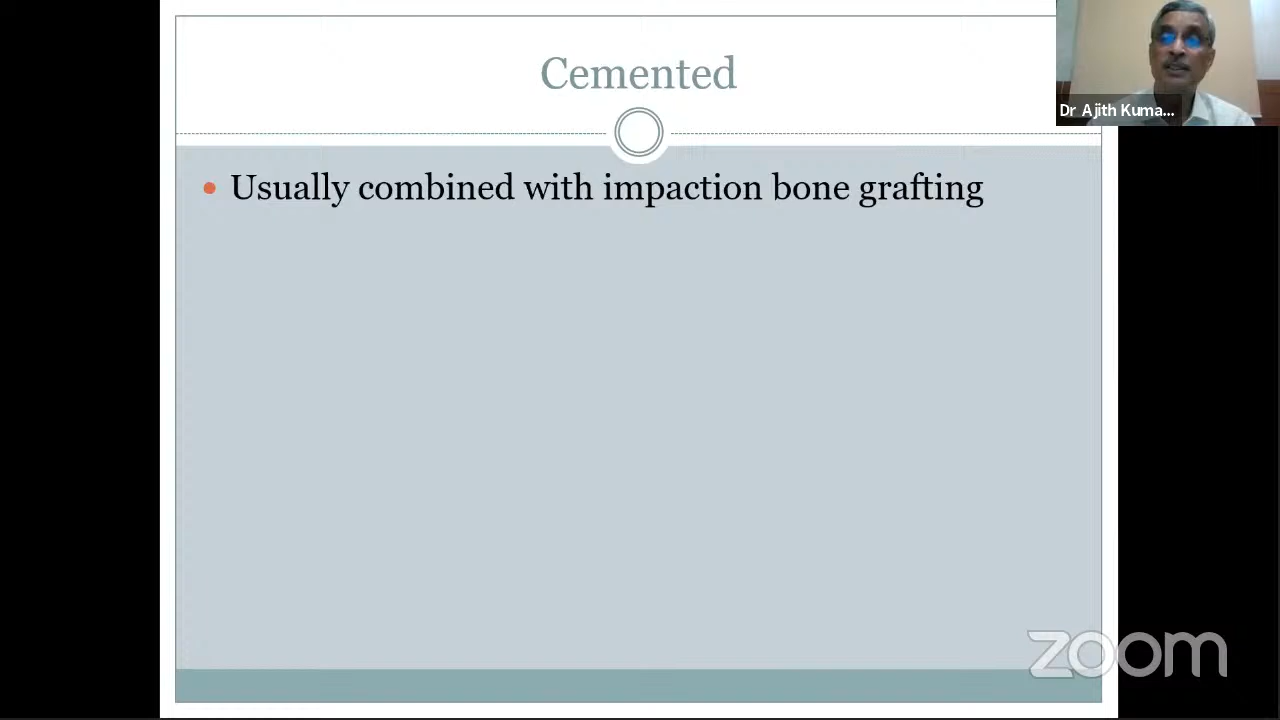 Cemented
Dr Ajith Kuma...
Usually combined with impaction bone grafting
zoom